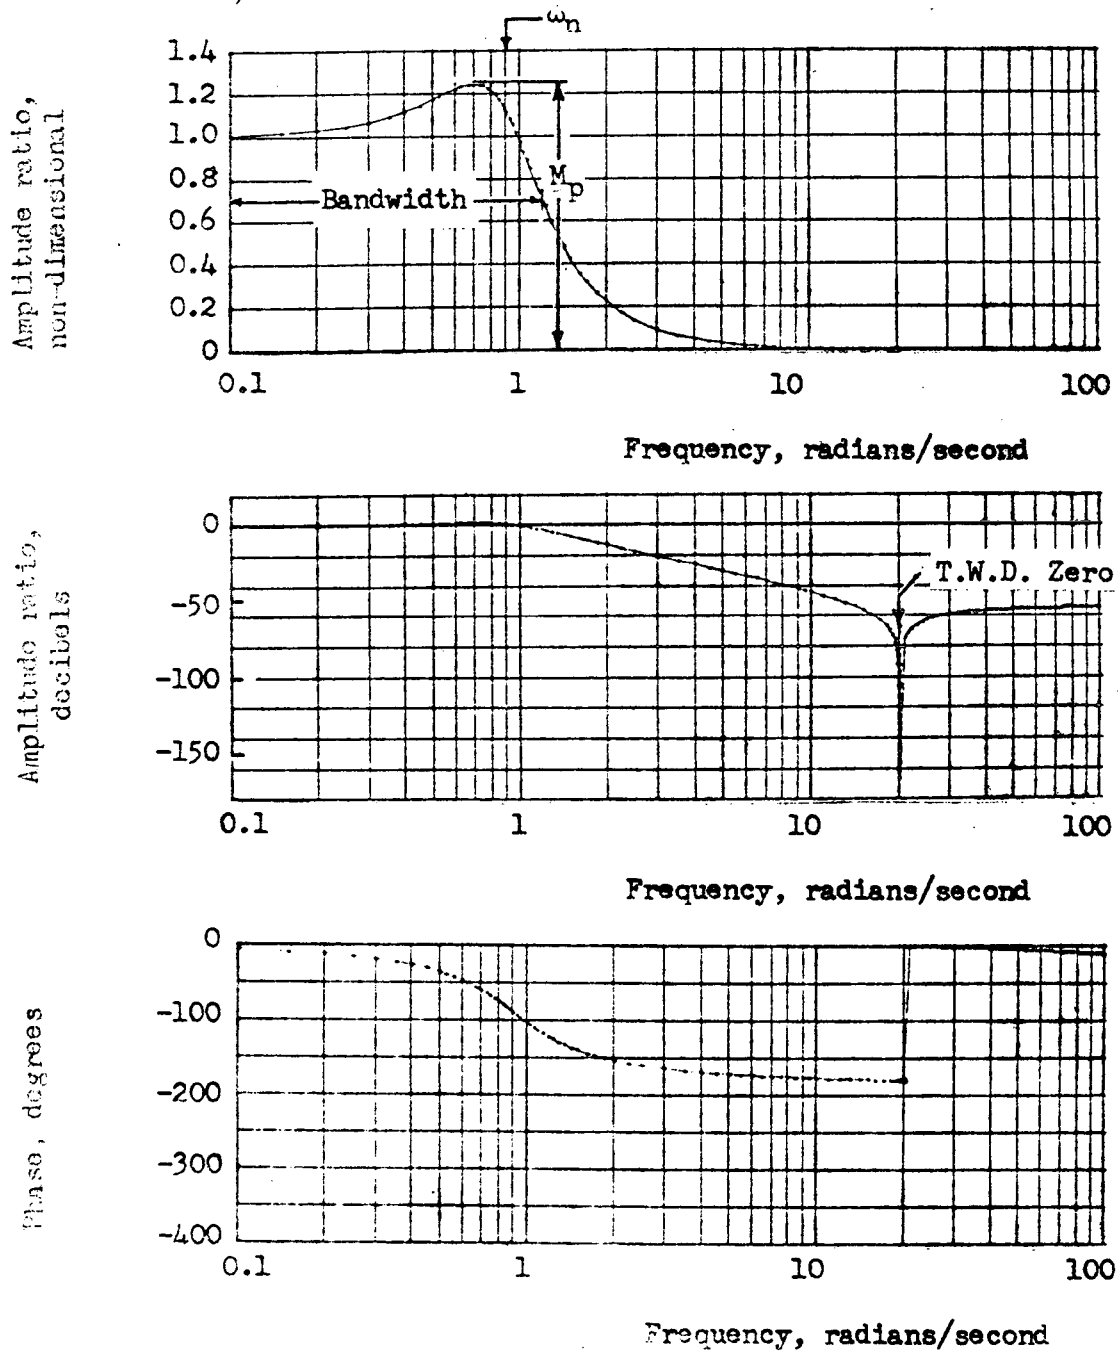 ωn
Amplitude ratio,
non-dimensional
1.4
1.2
1.0
0.8
0.6
0.4
0.2
0
Mp
Bandwidth
0.1 1 10 100
Frequency, radians/second
Amplitude ratio,
decibels
0
-50
-100
-150
T.W.D. Zero
0.1 1 10 100
Frequency, radians/second
Phase, degrees
0
-100
-200
-300
-400
0.1 1 10 100
Frequency, radians/second